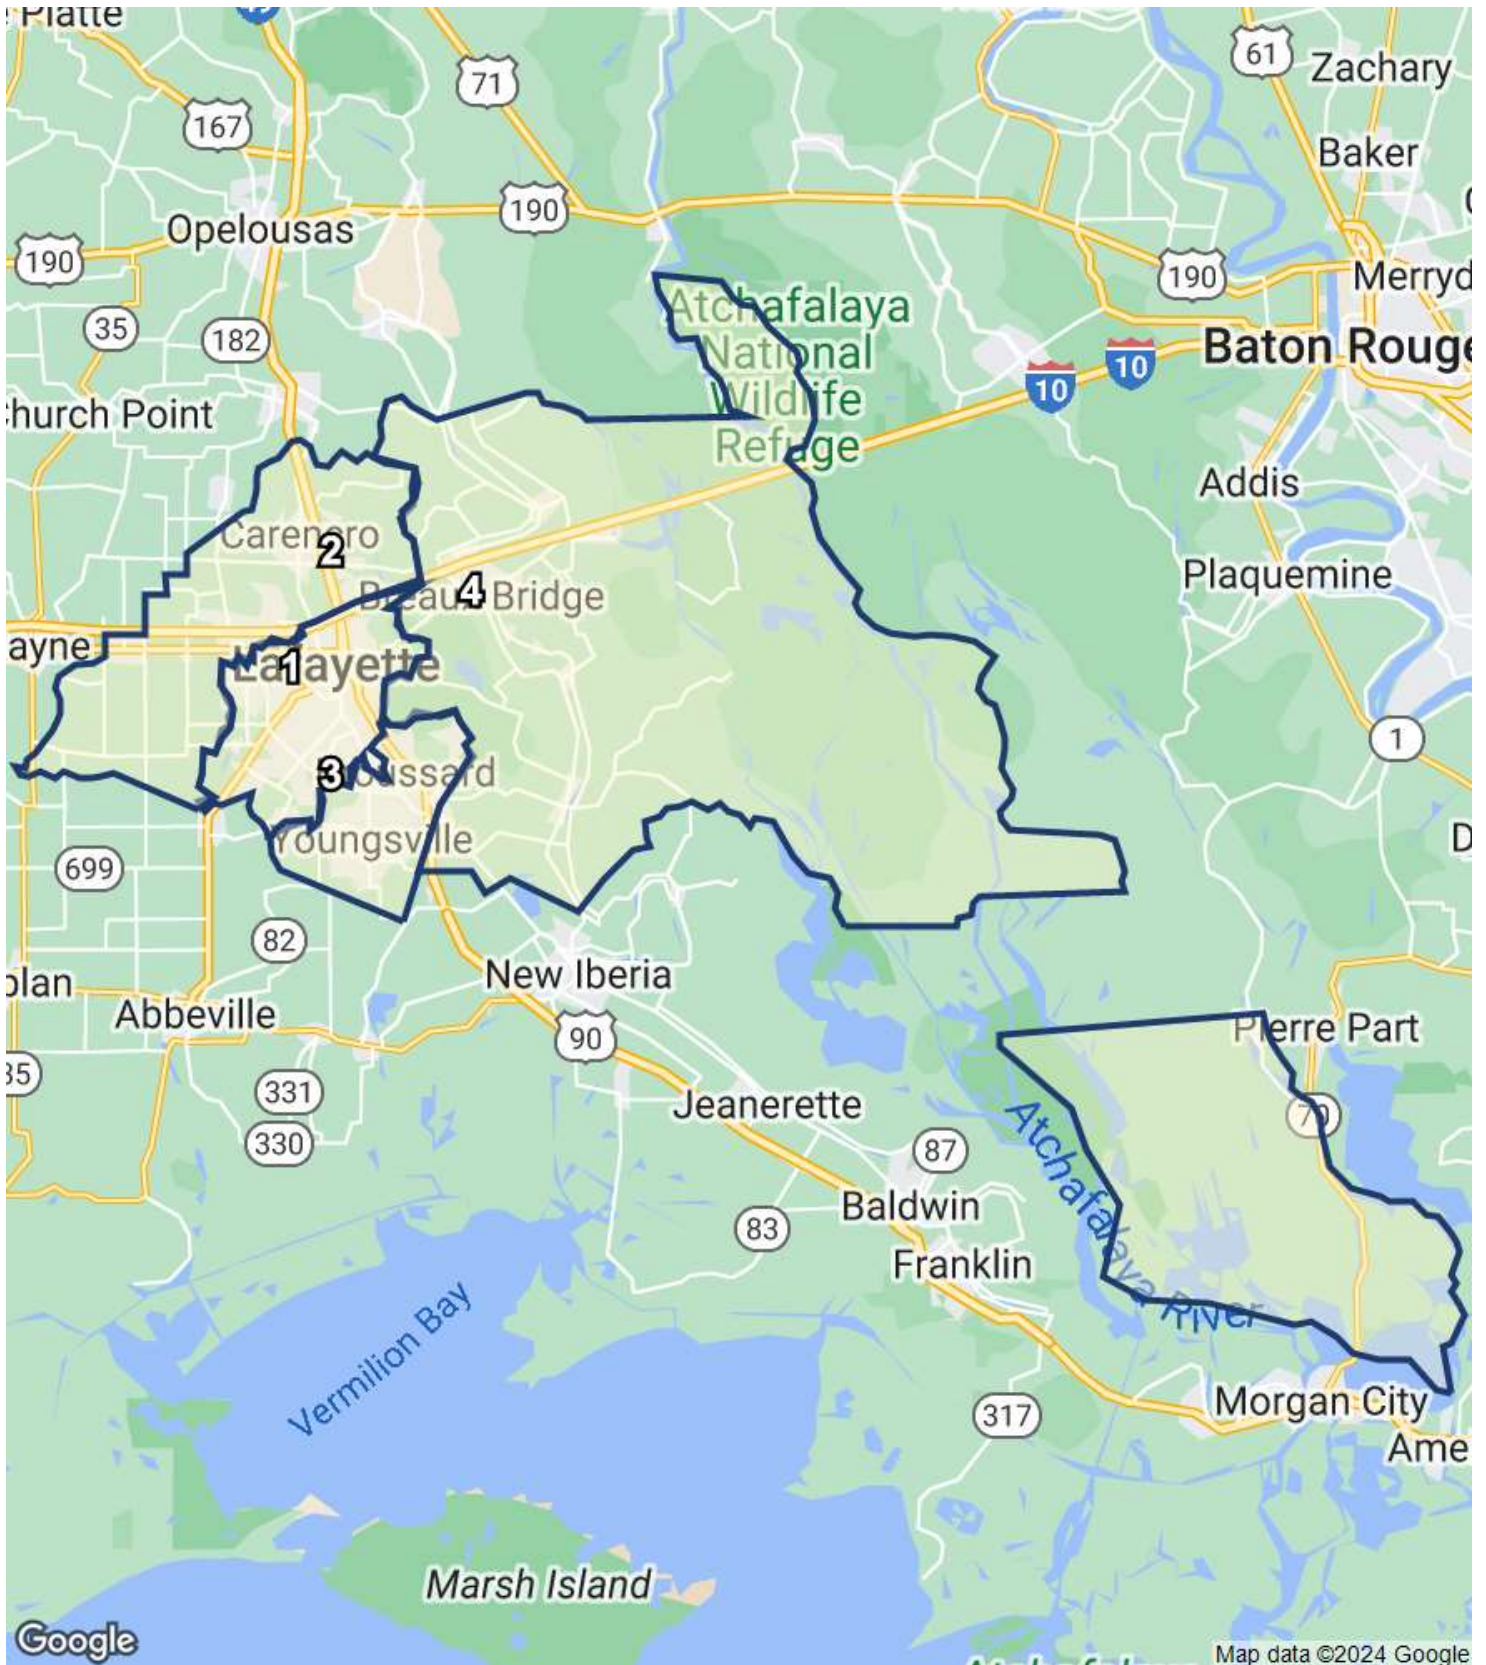 Platte
49
71
61
Zachary
167
Baker
190
Opelousas
190
190
Merryd
Atchafalaya
National
Wildlife
Refuge
35
182
Baton Rouge
10
10
Church Point
Addis
Carencro
2
Plaquemine
4
Breaux Bridge
ayne
Lafayette
1
1
3
Broussard
Youngsville
D
699
82
plan
New Iberia
Abbeville
90
Pierre Part
35
331
Jeanerette
70
330
87
Atchafalaya River
Baldwin
83
Franklin
Vermilion Bay
317
Morgan City
Ame
Marsh Island
Google
Map data ©2024 Google